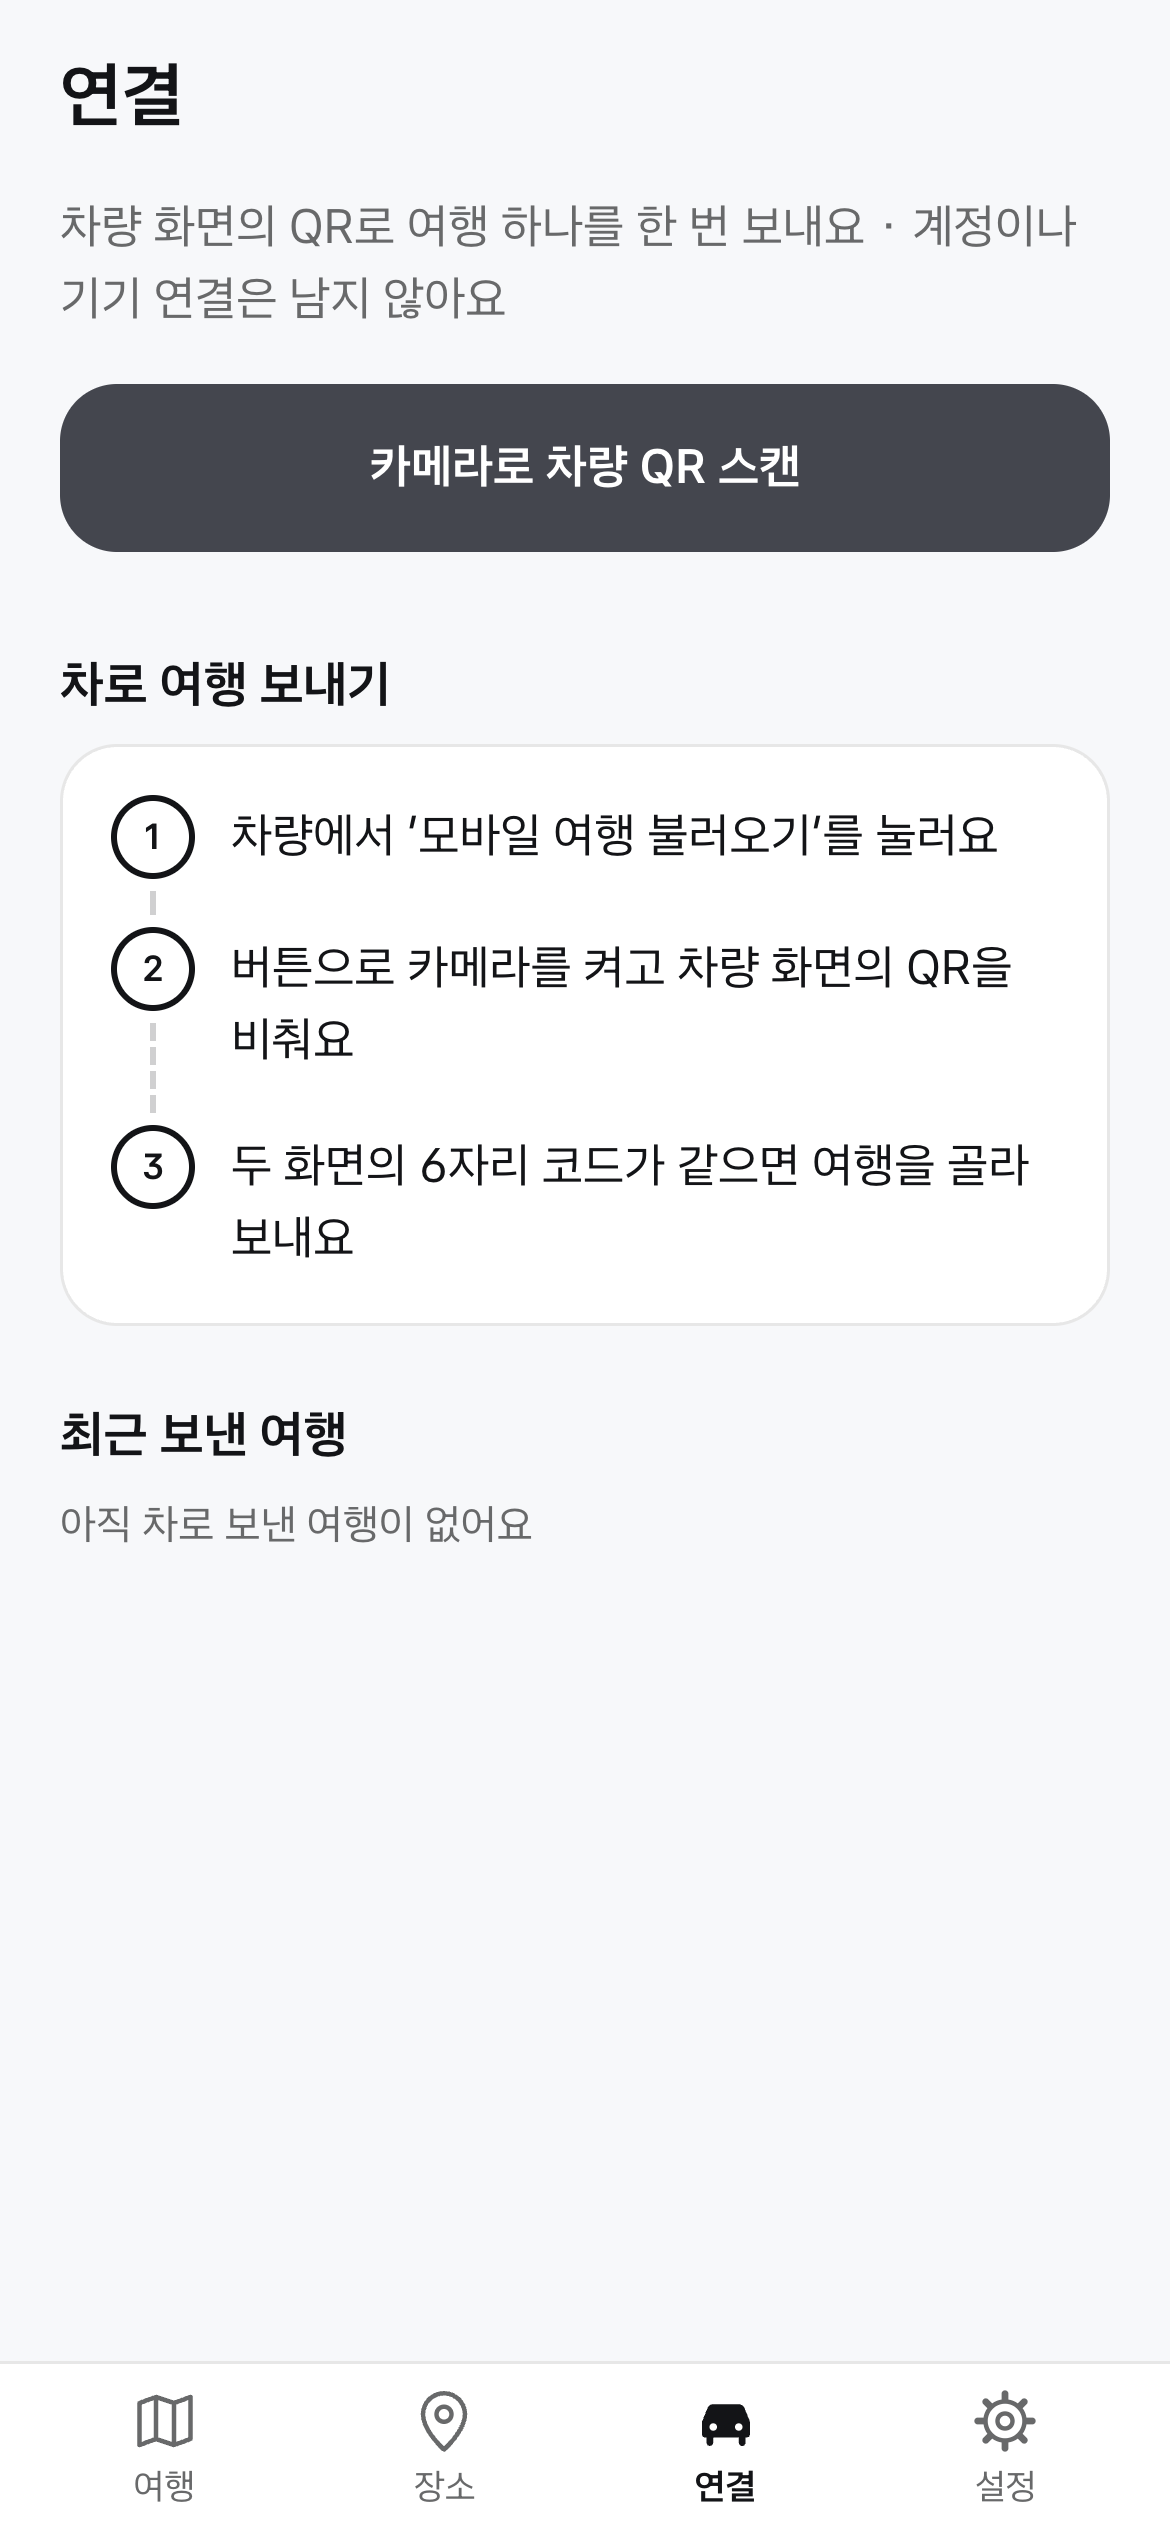 연결
차량 화면의 QR로 여행 하나를 한 번 보내요 · 계정이나
기기 연결은 남지 않아요
카메라로 차량 QR 스캔
차로 여행 보내기
1 차량에서 '모바일 여행 불러오기'를 눌러요
2 버튼으로 카메라를 켜고 차량 화면의 QR을
비춰요
3 두 화면의 6자리 코드가 같으면 여행을 골라
보내요
최근 보낸 여행
아직 차로 보낸 여행이 없어요
여행 장소 연결 설정